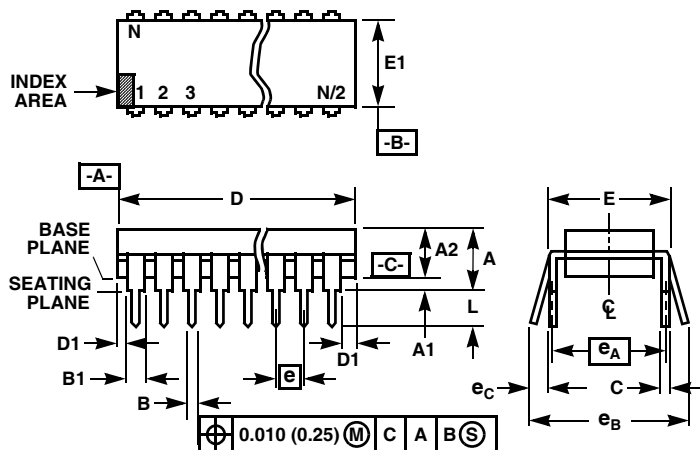 N
E1
INDEX
AREA
1 2 3 N/2
-B-
-A-
D
E
BASE
PLANE
A2
A
-C-
SEATING
PLANE
L
C
L
D1
A1
D1
eA
B1
e
eC
C
B
eB
0.010 (0.25) M C A B S